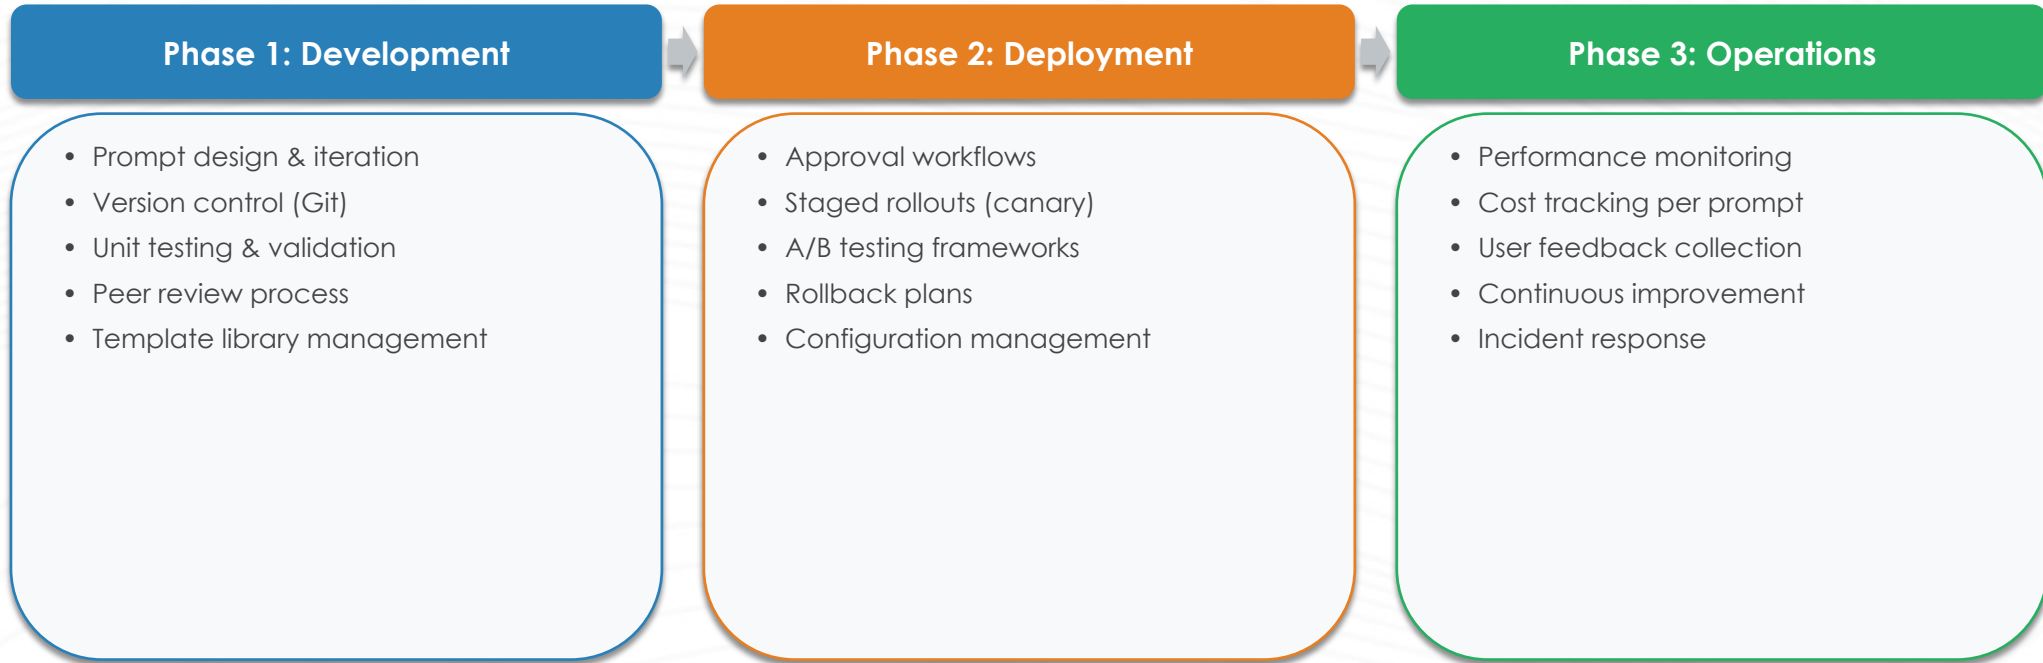 Phase 1: Development
• Prompt design & iteration
• Version control (Git)
• Unit testing & validation
• Peer review process
• Template library management
Phase 2: Deployment
• Approval workflows
• Staged rollouts (canary)
• A/B testing frameworks
• Rollback plans
• Configuration management
Phase 3: Operations
• Performance monitoring
• Cost tracking per prompt
• User feedback collection
• Continuous improvement
• Incident response